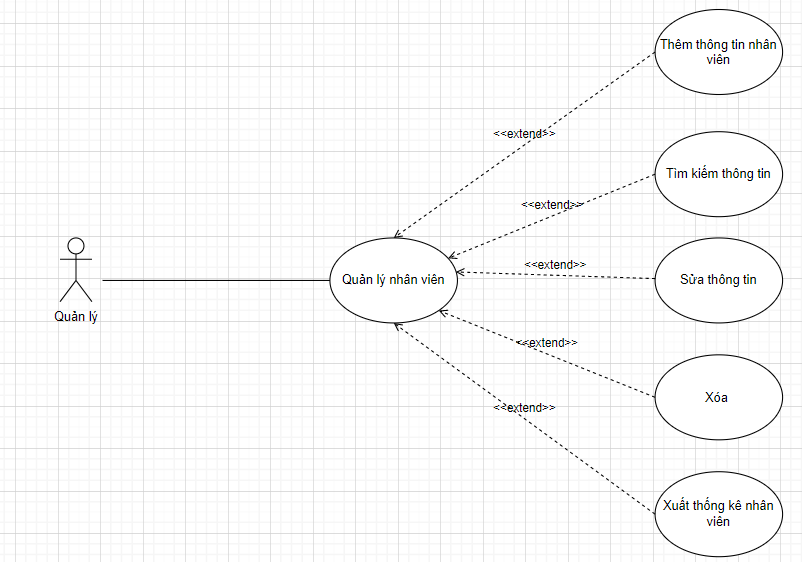 Thêm thông tin nhân
viên
<<extend>>
Tìm kiếm thông tin
<<extend>>
<<extend>>
Sửa thông tin
Quản lý nhân viên
Quản lý
<<extend>>
Xóa
<<extend>>
Xuất thống kê nhân
viên